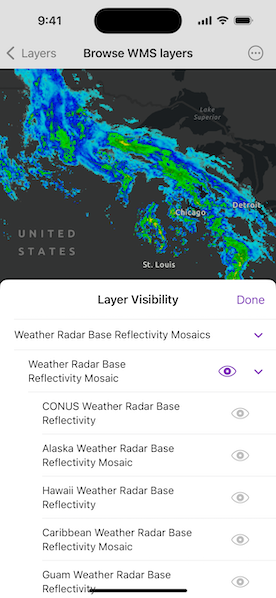 9:41
Layers
Browse WMS layers
Lake
Superior
Detroit
Chicago
UNITED
STATES
St. Louis
Layer Visibility
Done
Weather Radar Base Reflectivity Mosaics
Weather Radar Base
Reflectivity Mosaic
CONUS Weather Radar Base
Reflectivity
Alaska Weather Radar Base
Reflectivity Mosaic
Hawaii Weather Radar Base
Reflectivity
Caribbean Weather Radar Base
Reflectivity Mosaic
Guam Weather Radar Base
Reflectivity